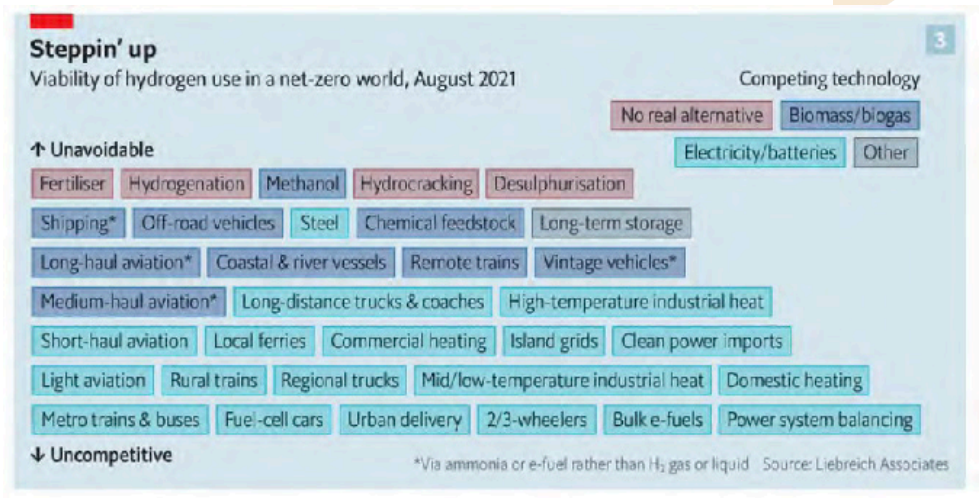 3
Steppin' up
Viability of hydrogen use in a net-zero world, August 2021
Competing technology
No real alternative Biomass/biogas
↑ Unavoidable
Electricity/batteries Other
Fertiliser Hydrogenation Methanol Hydrocracking Desulphurisation
Shipping* Off-road vehicles Steel Chemical feedstock Long-term storage
Long-haul aviation* Coastal & river vessels Remote trains Vintage vehicles*
Medium-haul aviation* Long-distance trucks & coaches High-temperature industrial heat
Short-haul aviation Local ferries Commercial heating Island grids Clean power imports
Light aviation Rural trains Regional trucks Mid/low-temperature industrial heat Domestic heating
Metro trains & buses Fuel-cell cars Urban delivery 2/3-wheelers Bulk e-fuels Power system balancing
↓ Uncompetitive
*Via ammonia or e-fuel rather than H₂ gas or liquid Source: Liebreich Associates